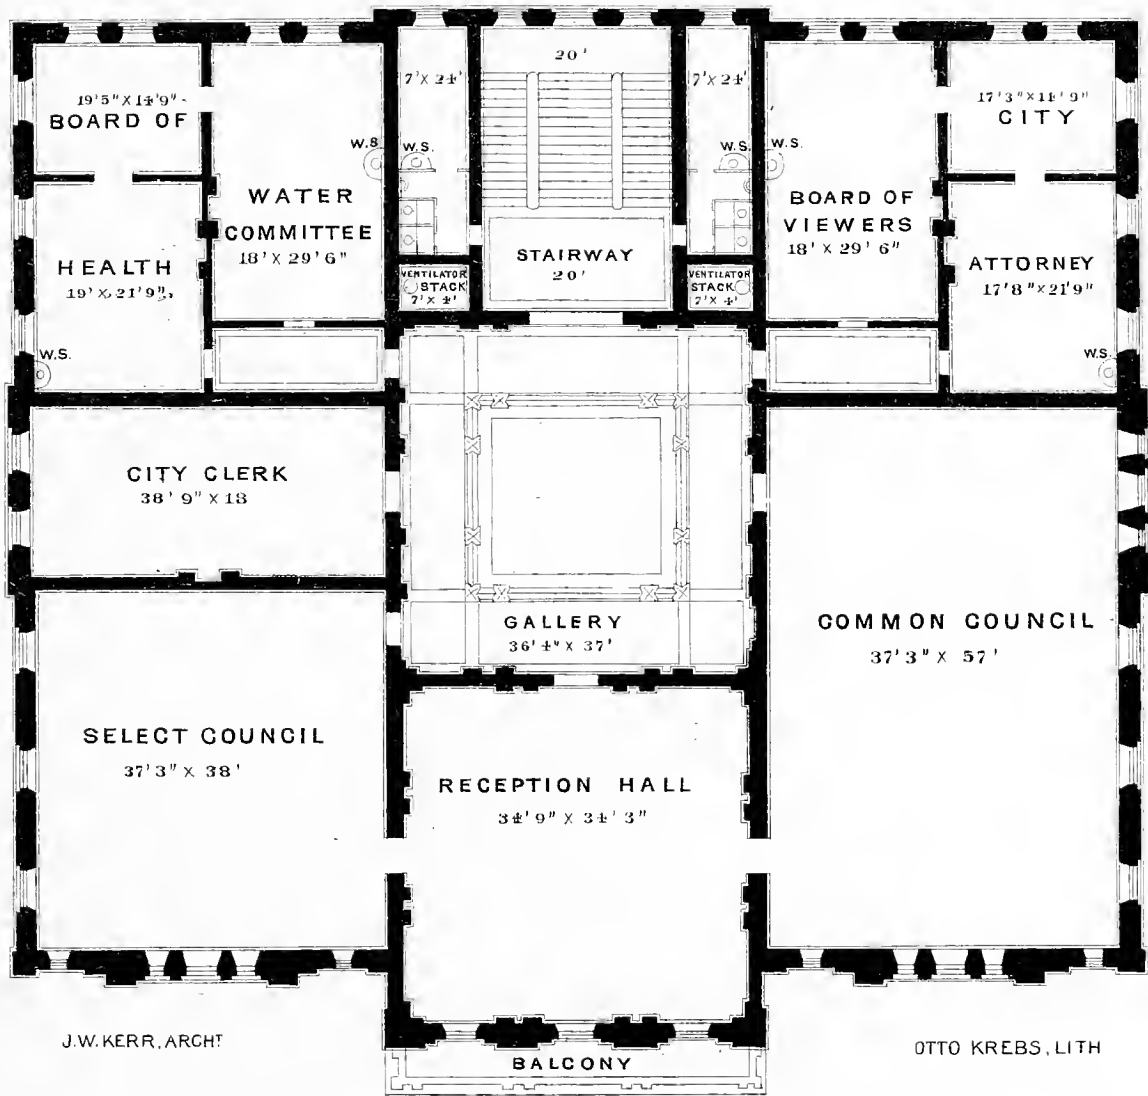 20'
7' X 24'
7' X 24'
19'5" X 14'9"
BOARD OF
17'3" X 14'9"
CITY
W.S.
W.S.
W.S.
W.S.
WATER
COMMITTEE
18' X 29'6"
BOARD OF
VIEWERS
18' X 29' 6"
HEALTH
19' X 21'9"
STAIRWAY
20'
ATTORNEY
17'8" X 21'9"
VENTILATOR
STACK
7' X 4'
VENTILATOR
STACK
7' X 4'
W.S.
W.S.
CITY CLERK
38' 9" X 18
GALLERY
36'4" X 37'
COMMON COUNCIL
37'3" X 57'
SELECT COUNCIL
37'3" X 38'
RECEPTION HALL
34'9" X 34'3"
J.W. KERR, ARCHT
OTTO KREBS, LITH
BALCONY